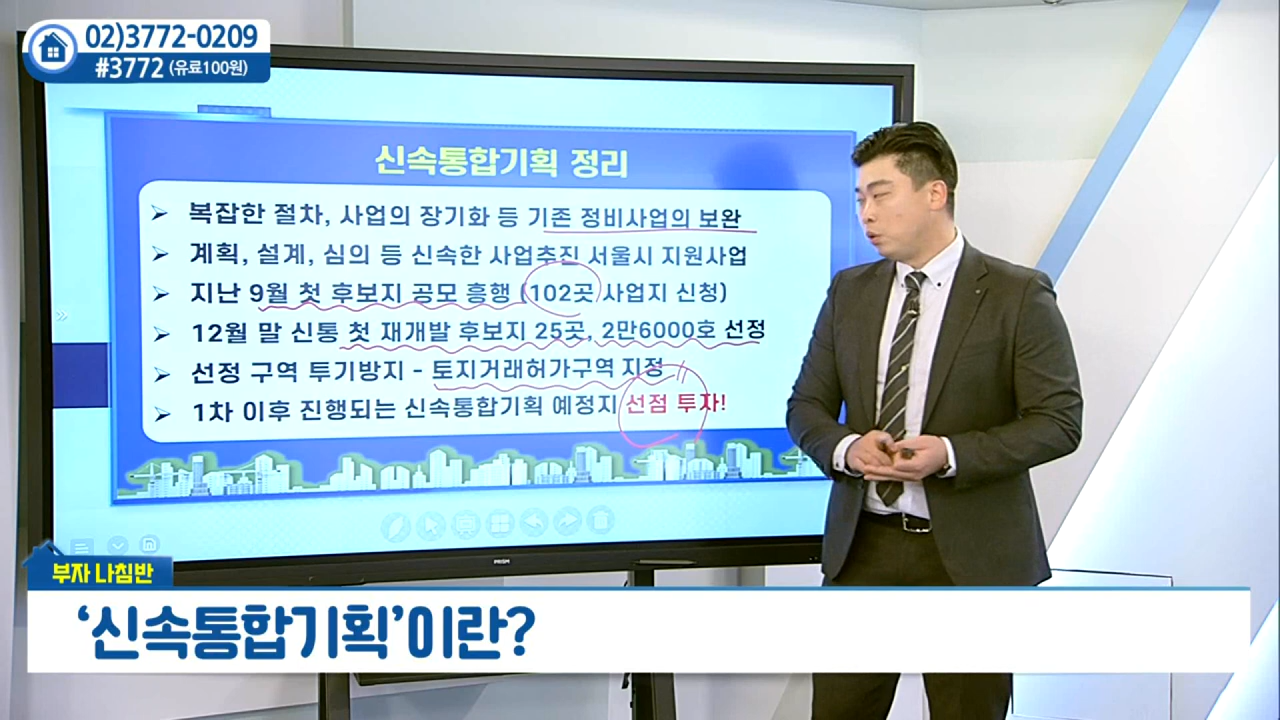 02)3772-0209
#3772 (유료100원)
신속통합기획 정리
➢ 복잡한 절차, 사업의 장기화 등 기존 정비사업의 보완
➢ 계획, 설계, 심의 등 신속한 사업추진 서울시 지원사업
➢ 지난 9월 첫 후보지 공모 흥행 (102곳 사업지 신청)
➢ 12월 말 신통 첫 재개발 후보지 25곳, 2만6000호 선정
➢ 선정 구역 투기방지 - 토지거래허가구역 지정
➢ 1차 이후 진행되는 신속통합기획 예정지 선점 투자!
PRISM
부자 나침반
‘신속통합기획’이란?